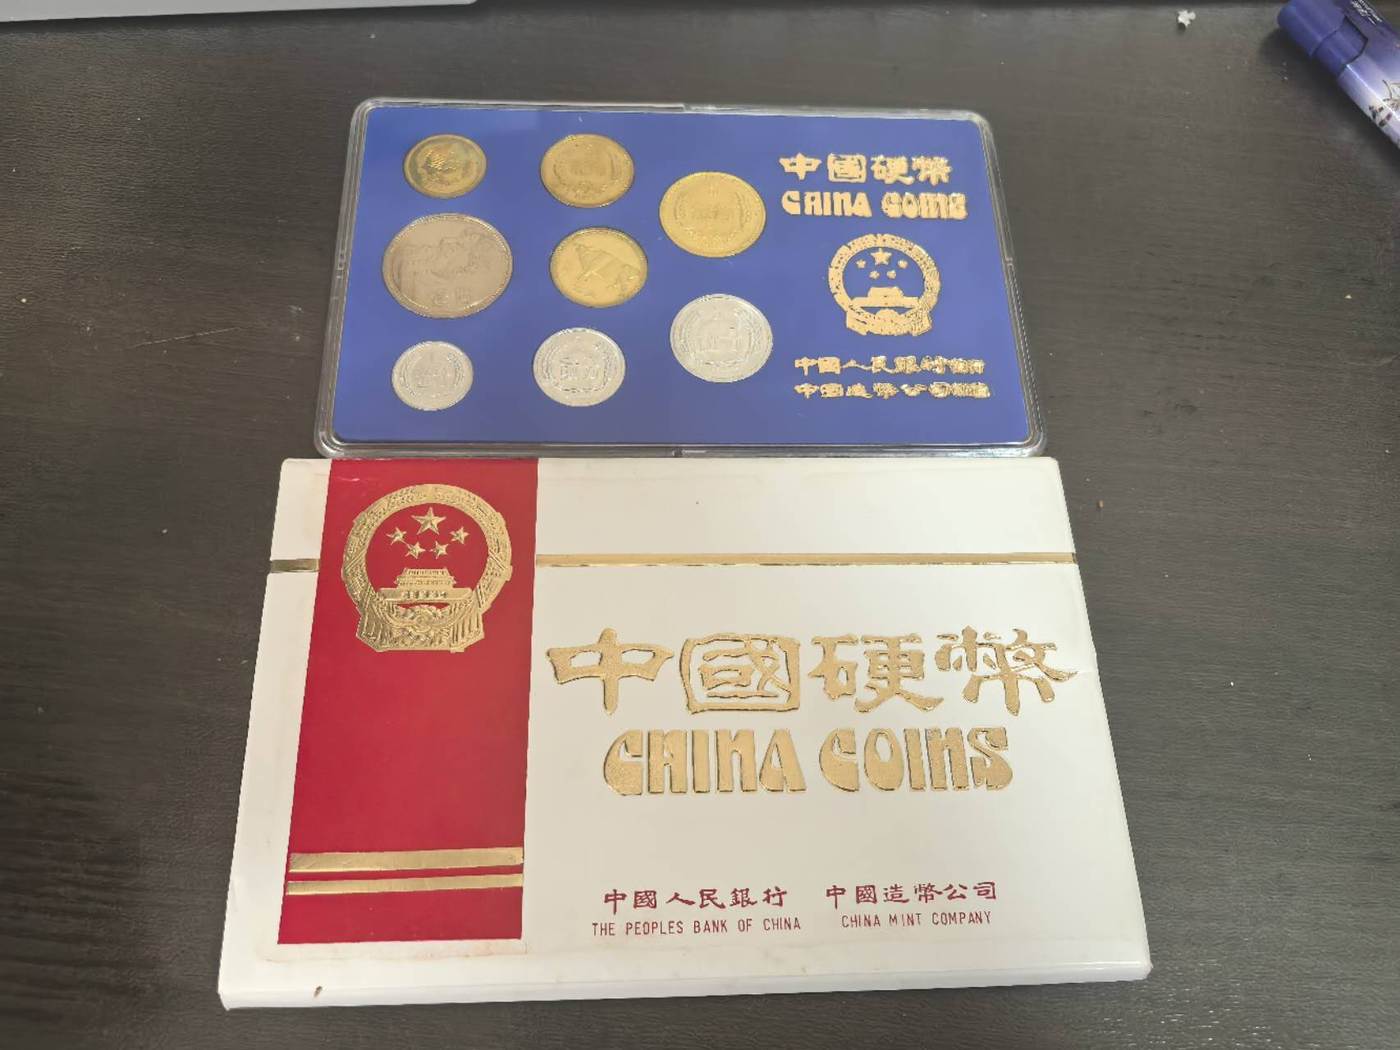 中國硬幣
CHINA COINS
中國人民銀行
中國造幣公司
中國硬幣
CHINA COINS
中國人民銀行 中國造幣公司
THE PEOPLES BANK OF CHINA CHINA MINT COMPANY